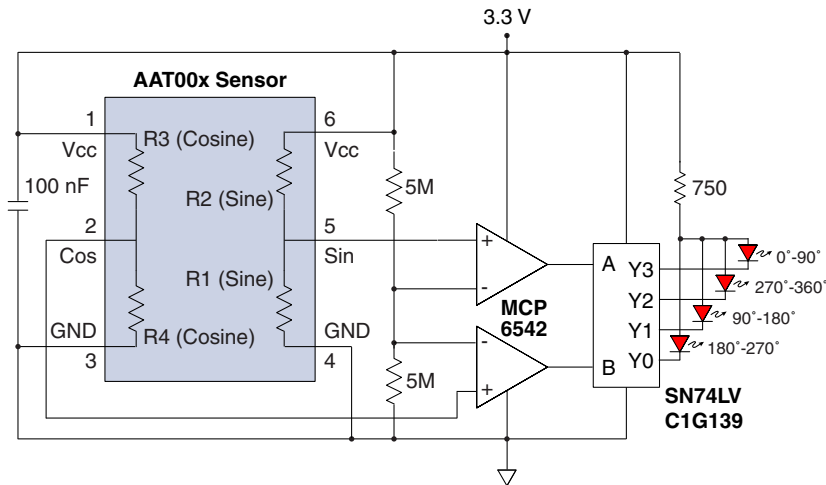 3.3 V
AAT00x Sensor
1
Vcc
R3 (Cosine)
6
Vcc
100 nF
R2 (Sine)
5M
750
2
Cos
5
Sin
+
-
A
Y3
0˚-90˚
R1 (Sine)
Y2
270˚-360˚
MCP
6542
Y1
90˚-180˚
GND
3
R4 (Cosine)
GND
4
-
+
5M
B
Y0
180˚-270˚
SN74LV
C1G139